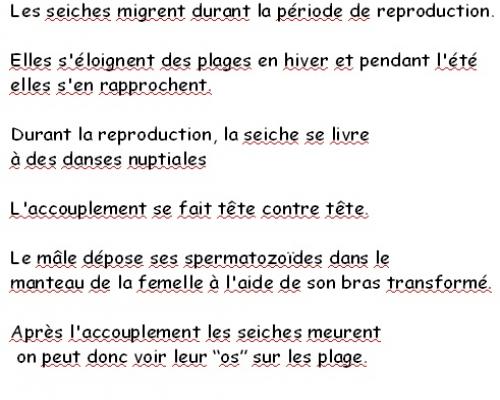 Les seiches migrent durant la période de reproduction.
Elles s'éloignent des plages en hiver et pendant l'été
elles s'en rapprochent.
Durant la reproduction, la seiche se livre
à des danses nuptiales
L'accouplement se fait tête contre tête.
Le mâle dépose ses spermatozoïdes dans le
manteau de la femelle à l'aide de son bras transformé.
Après l'accouplement les seiches meurent
on peut donc voir leur "os" sur les plage.